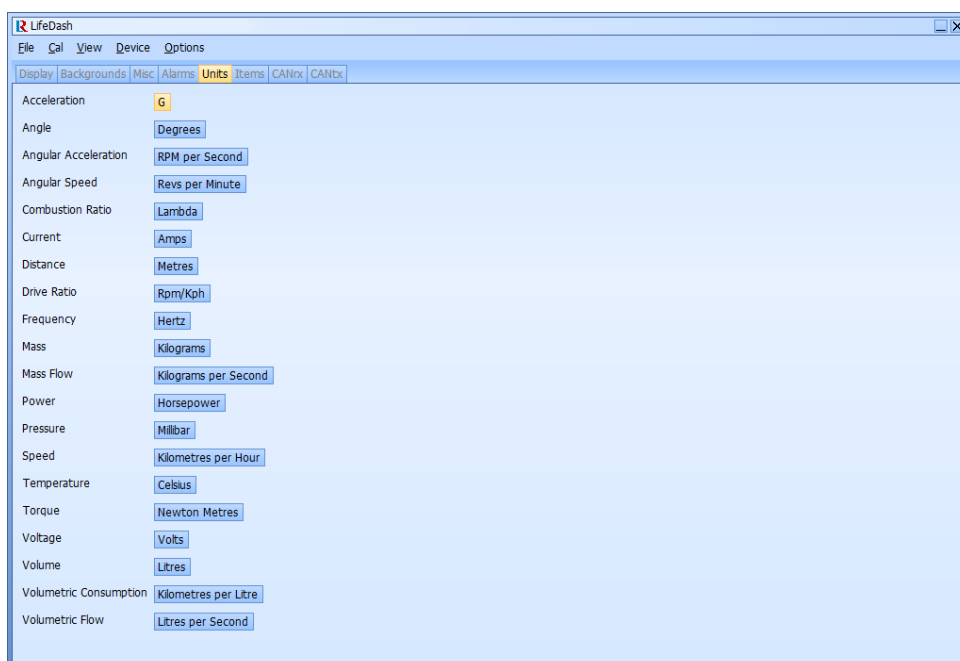 LifeDash
File Cal View Device Options
Display Backgrounds Misc Alarms Units Items CANrx CANtx
Acceleration G
Angle Degrees
Angular Acceleration RPM per Second
Angular Speed Revs per Minute
Combustion Ratio Lambda
Current Amps
Distance Metres
Drive Ratio Rpm/Kph
Frequency Hertz
Mass Kilograms
Mass Flow Kilograms per Second
Power Horsepower
Pressure Millibar
Speed Kilometres per Hour
Temperature Celsius
Torque Newton Metres
Voltage Volts
Volume Litres
Volumetric Consumption Kilometres per Litre
Volumetric Flow Litres per Second